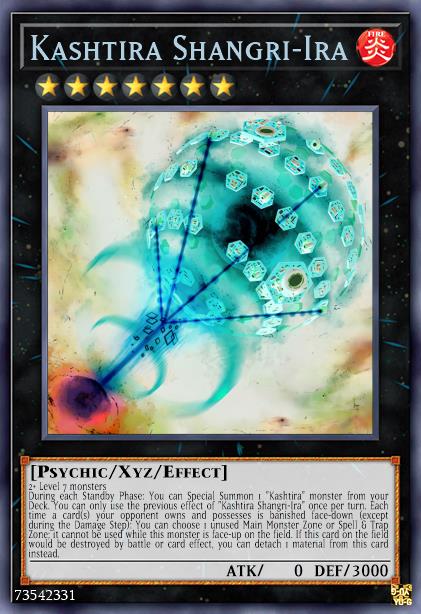 Kashtira Shangri-Ira
FIRE
炎
[Psychic/Xyz/Effect]
2+ Level 7 monsters
During each Standby Phase: You can Special Summon 1 "Kashtira" monster from your
Deck. You can only use the previous effect of "Kashtira Shangri-Ira" once per turn. Each
time a card(s) your opponent owns and possesses is banished face-down (except
during the Damage Step): You can choose 1 unused Main Monster Zone or Spell & Trap
Zone; it cannot be used while this monster is face-up on the field. If this card on the field
would be destroyed by battle or card effect, you can detach 1 material from this card
instead.
ATK/ 0 DEF/3000
73542331